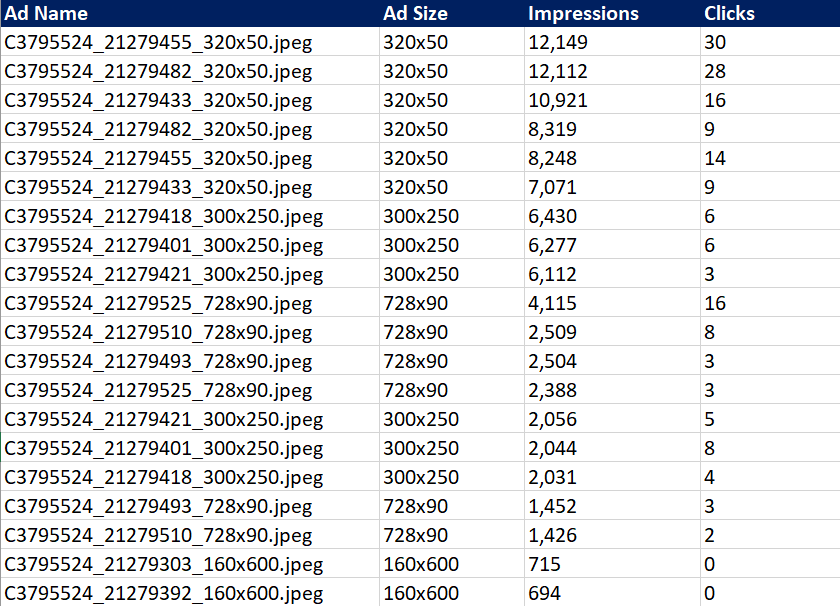 Ad Name Ad Size Impressions Clicks
C3795524_21279455_320x50.jpeg 320x50 12,149 30
C3795524_21279482_320x50.jpeg 320x50 12,112 28
C3795524_21279433_320x50.jpeg 320x50 10,921 16
C3795524_21279482_320x50.jpeg 320x50 8,319 9
C3795524_21279455_320x50.jpeg 320x50 8,248 14
C3795524_21279433_320x50.jpeg 320x50 7,071 9
C3795524_21279418_300x250.jpeg 300x250 6,430 6
C3795524_21279401_300x250.jpeg 300x250 6,277 6
C3795524_21279421_300x250.jpeg 300x250 6,112 3
C3795524_21279525_728x90.jpeg 728x90 4,115 16
C3795524_21279510_728x90.jpeg 728x90 2,509 8
C3795524_21279493_728x90.jpeg 728x90 2,504 3
C3795524_21279525_728x90.jpeg 728x90 2,388 3
C3795524_21279421_300x250.jpeg 300x250 2,056 5
C3795524_21279401_300x250.jpeg 300x250 2,044 8
C3795524_21279418_300x250.jpeg 300x250 2,031 4
C3795524_21279493_728x90.jpeg 728x90 1,452 3
C3795524_21279510_728x90.jpeg 728x90 1,426 2
C3795524_21279303_160x600.jpeg 160x600 715 0
C3795524_21279392_160x600.jpeg 160x600 694 0